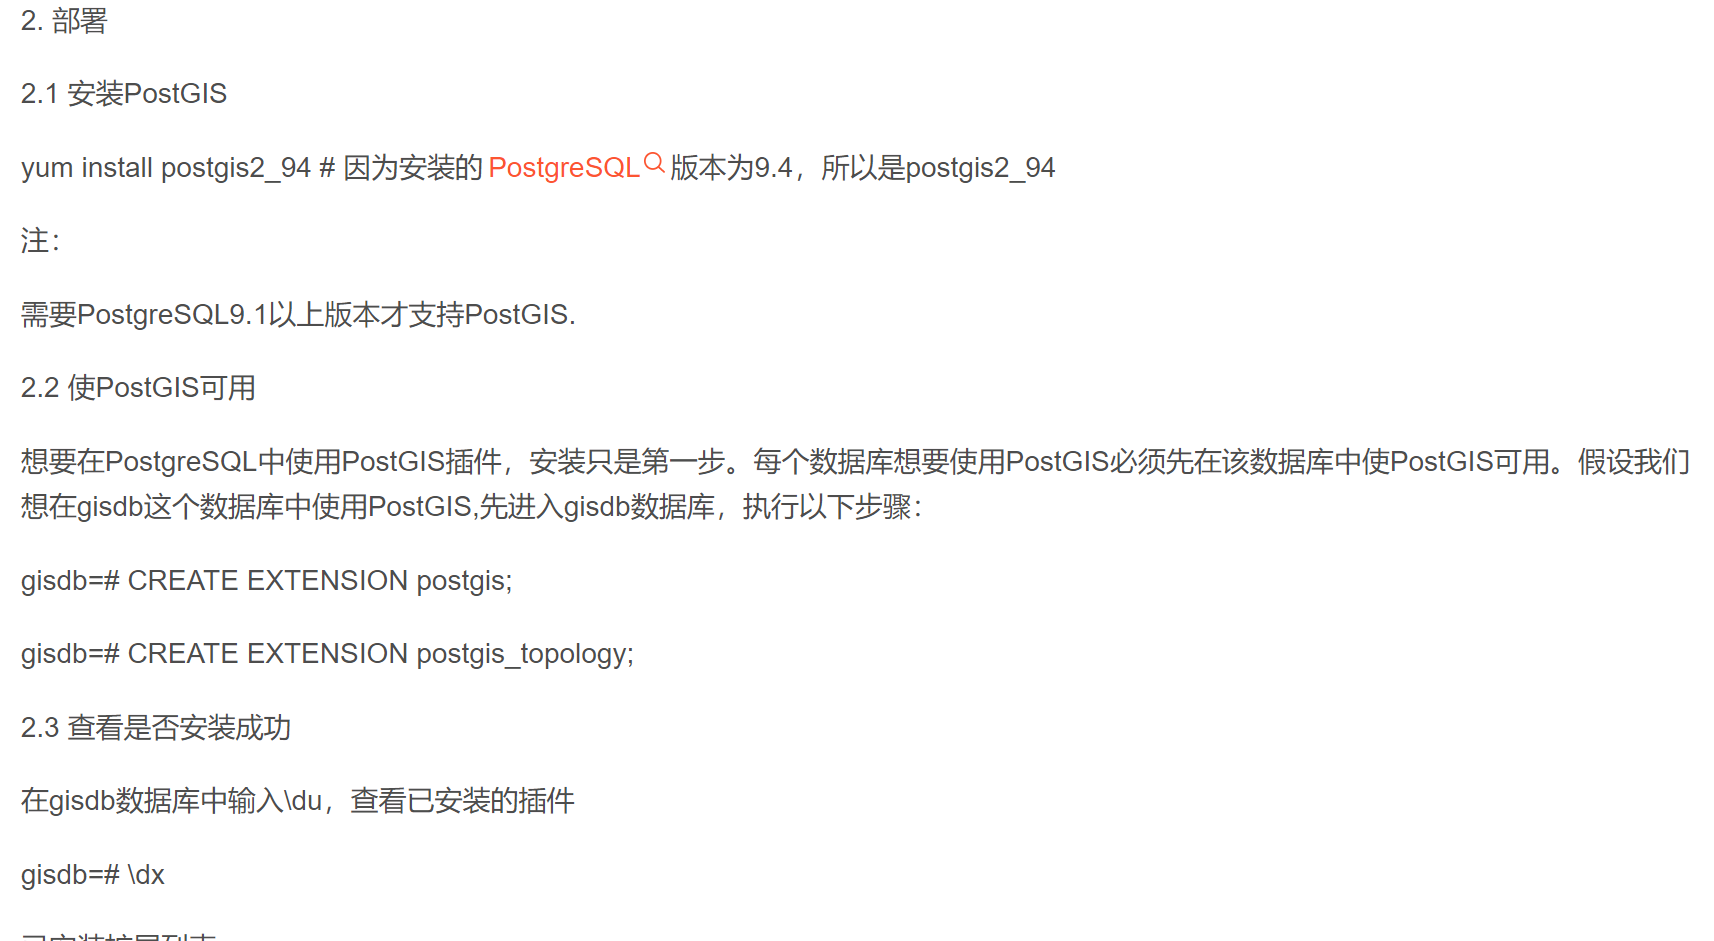 2. 部署
2.1 安装PostGIS
yum install postgis2_94 # 因为安装的 PostgreSQL 版本为9.4，所以是postgis2_94
注：
需要PostgreSQL9.1以上版本才支持PostGIS.
2.2 使PostGIS可用
想要在PostgreSQL中使用PostGIS插件，安装只是第一步。每个数据库想要使用PostGIS必须先在该数据库中使PostGIS可用。假设我们
想在gisdb这个数据库中使用PostGIS,先进入gisdb数据库，执行以下步骤：
gisdb=# CREATE EXTENSION postgis;
gisdb=# CREATE EXTENSION postgis_topology;
2.3 查看是否安装成功
在gisdb数据库中输入\du，查看已安装的插件
gisdb=# \dx